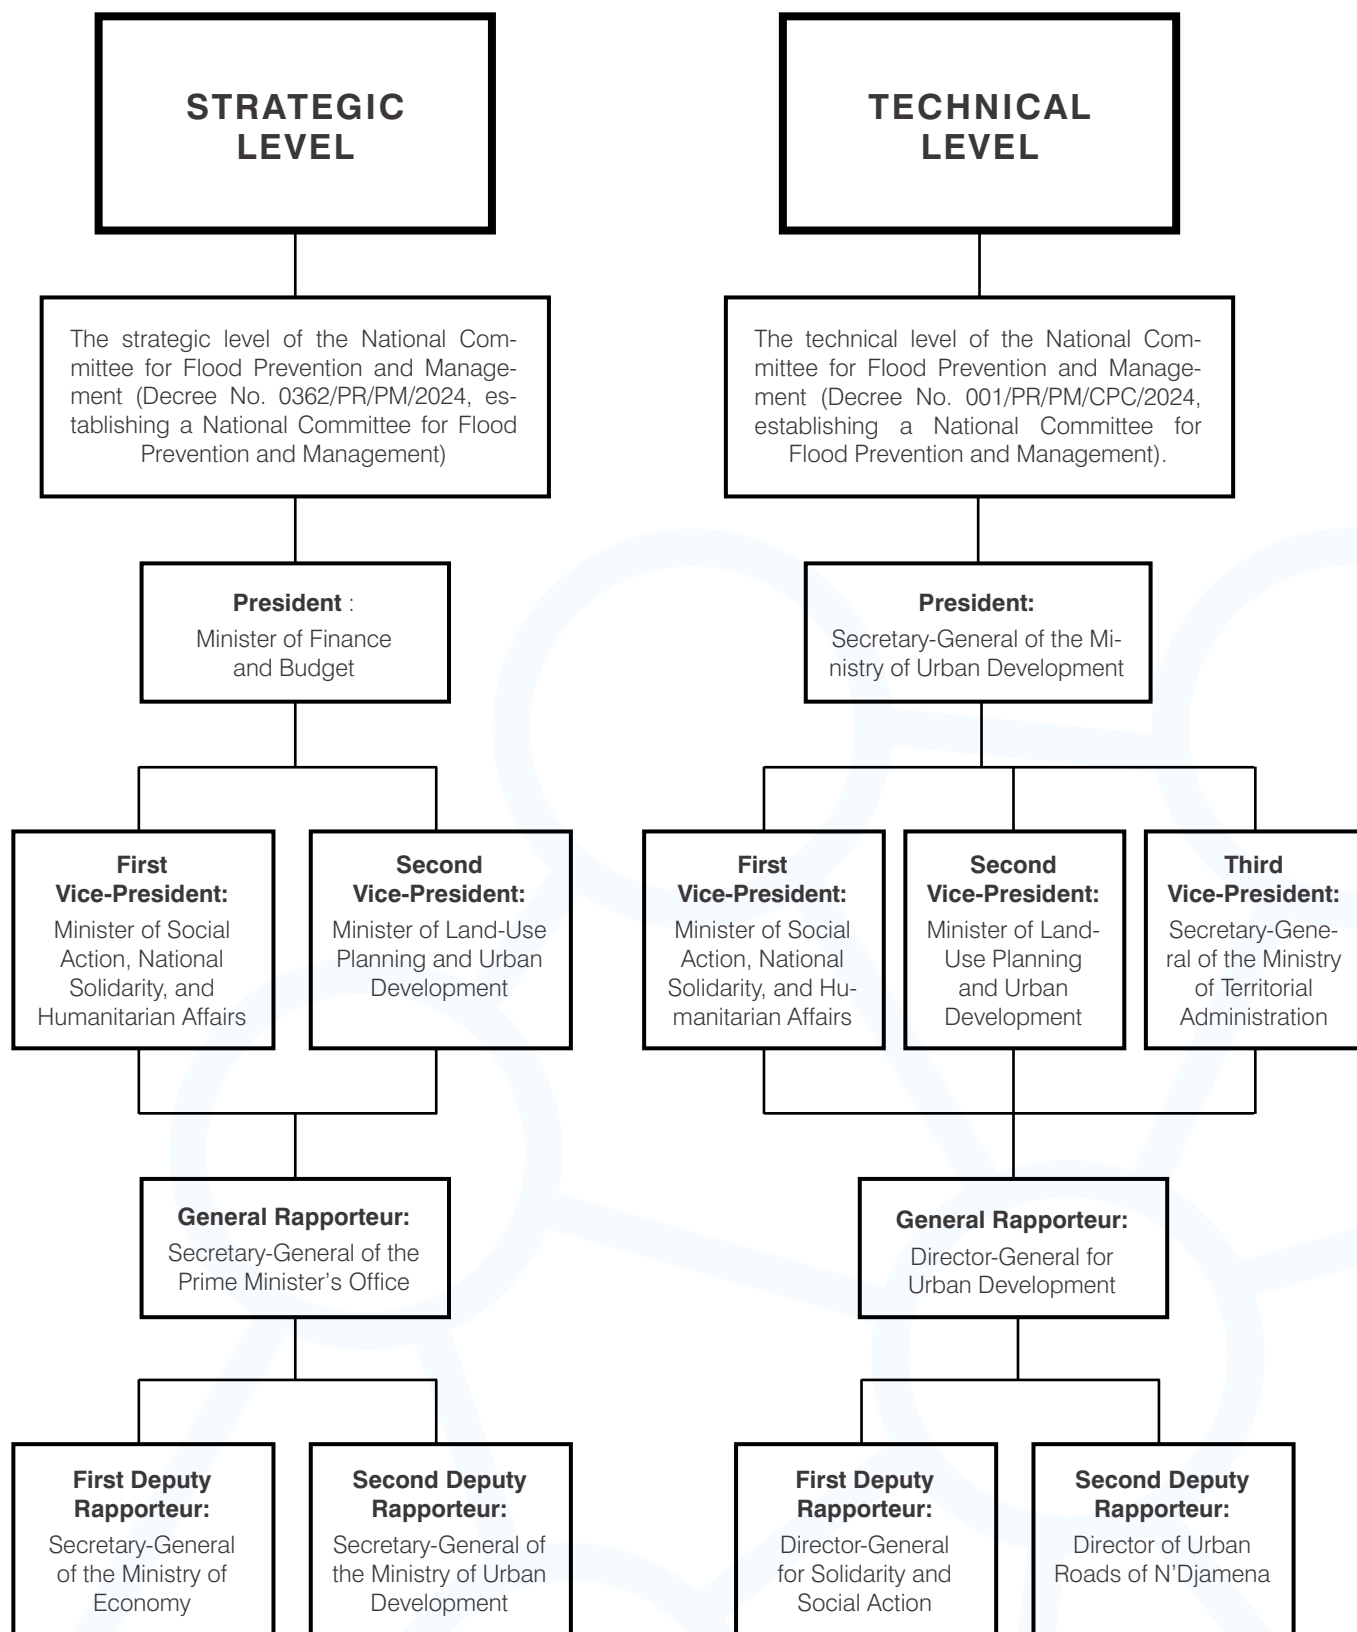 STRATEGIC
LEVEL
The strategic level of the National Com-
mittee for Flood Prevention and Manage-
ment (Decree No. 0362/PR/PM/2024, es-
tablishing a National Committee for Flood
Prevention and Management)
President :
Minister of Finance
and Budget
First
Vice-President:
Minister of Social
Action, National
Solidarity, and
Humanitarian Affairs
Second
Vice-President:
Minister of Land-Use
Planning and Urban
Development
General Rapporteur:
Secretary-General of the
Prime Minister’s Office
First Deputy
Rapporteur:
Secretary-General
of the Ministry of
Economy
Second Deputy
Rapporteur:
Secretary-General of
the Ministry of Urban
Development
TECHNICAL
LEVEL
The technical level of the National Com-
mittee for Flood Prevention and Manage-
ment (Decree No. 001/PR/PM/CPC/2024,
establishing a National Committee for
Flood Prevention and Management).
President:
Secretary-General of the Mi-
nistry of Urban Development
First
Vice-President:
Minister of Social
Action, National
Solidarity, and Hu-
manitarian Affairs
Second
Vice-President:
Minister of Land-
Use Planning
and Urban
Development
Third
Vice-President:
Secretary-Gene-
ral of the Ministry
of Territorial
Administration
General Rapporteur:
Director-General for
Urban Development
First Deputy
Rapporteur:
Director-General
for Solidarity and
Social Action
Second Deputy
Rapporteur:
Director of Urban
Roads of N’Djamena